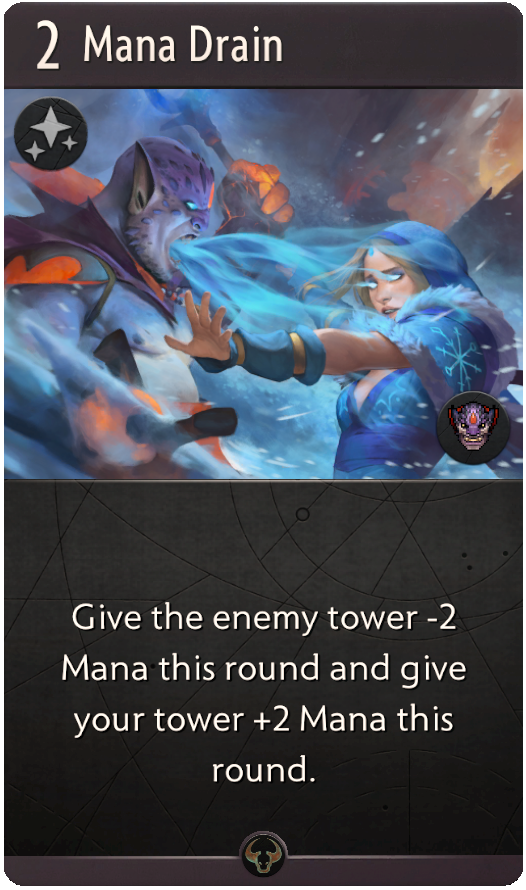 2 Mana Drain
Give the enemy tower -2
Mana this round and give
your tower +2 Mana this
round.